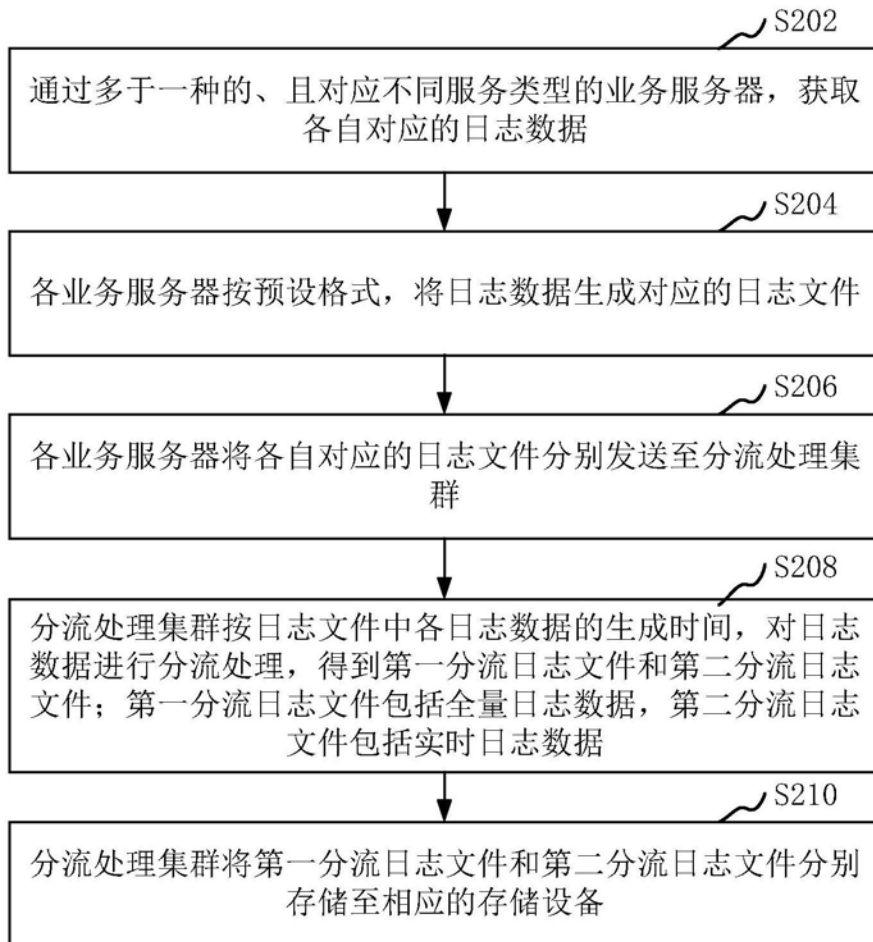 S202
通过多于一种的、且对应不同服务类型的业务服务器，获取
各自对应的日志数据
S204
各业务服务器按预设格式，将日志数据生成对应的日志文件
S206
各业务服务器将各自对应的日志文件分别发送至分流处理集
群
S208
分流处理集群按日志文件中各日志数据的生成时间，对日志
数据进行分流处理，得到第一分流日志文件和第二分流日志
文件；第一分流日志文件包括全量日志数据，第二分流日志
文件包括实时日志数据
S210
分流处理集群将第一分流日志文件和第二分流日志文件分别
存储至相应的存储设备